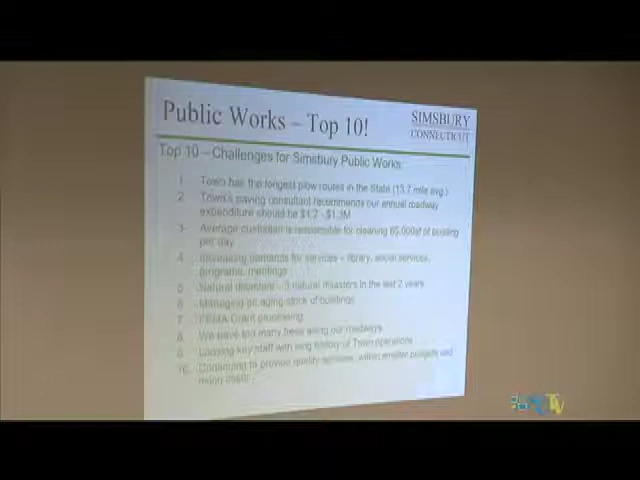 Public Works – Top 10!
SIMSBURY
CONNECTICUT
Top 10 – Challenges for Simsbury Public Works:
1 Town has the longest plow routes in the State (13.7 mile avg.)
2 Town's paving consultant recommends our annual roadway
expenditure should be $1.2 - $1.3M
3 Average custodian is responsible for cleaning 65,000sf of building
per day
4 Increasing demands for services – library, social services,
programs, meetings
5 Natural disasters – 3 natural disasters in the last 2 years
6 Managing an aging stock of buildings
7 FEMA Grant processing
8 We have too many trees along our roadways
9 Loosing key staff with long history of Town operations
10 Continuing to provide quality services, within smaller budgets and
rising costs
TV